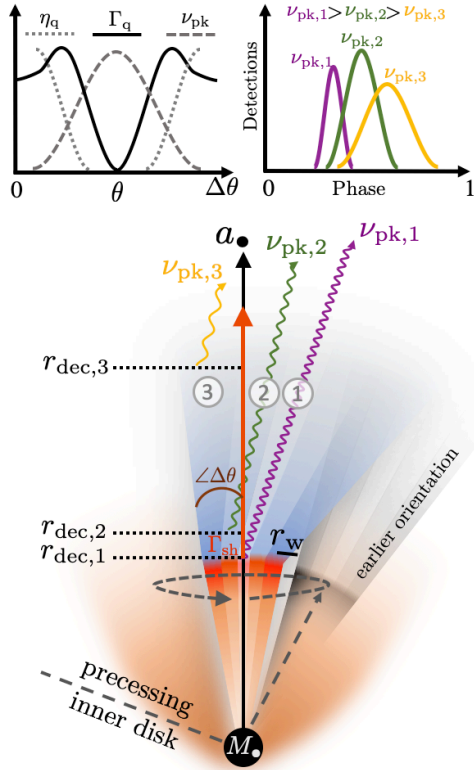 η_q Γ_q ν_pk
0 θ Δθ
ν_pk,1 > ν_pk,2 > ν_pk,3
ν_pk,2
ν_pk,1
ν_pk,3
Detections
0 Phase 1
a_•
ν_pk,1
ν_pk,2
ν_pk,3
r_dec,3
3 2 1
∠Δθ
r_dec,2
Γ_sh
r_w
r_dec,1
earlier orientation
precessing
inner disk
M_•